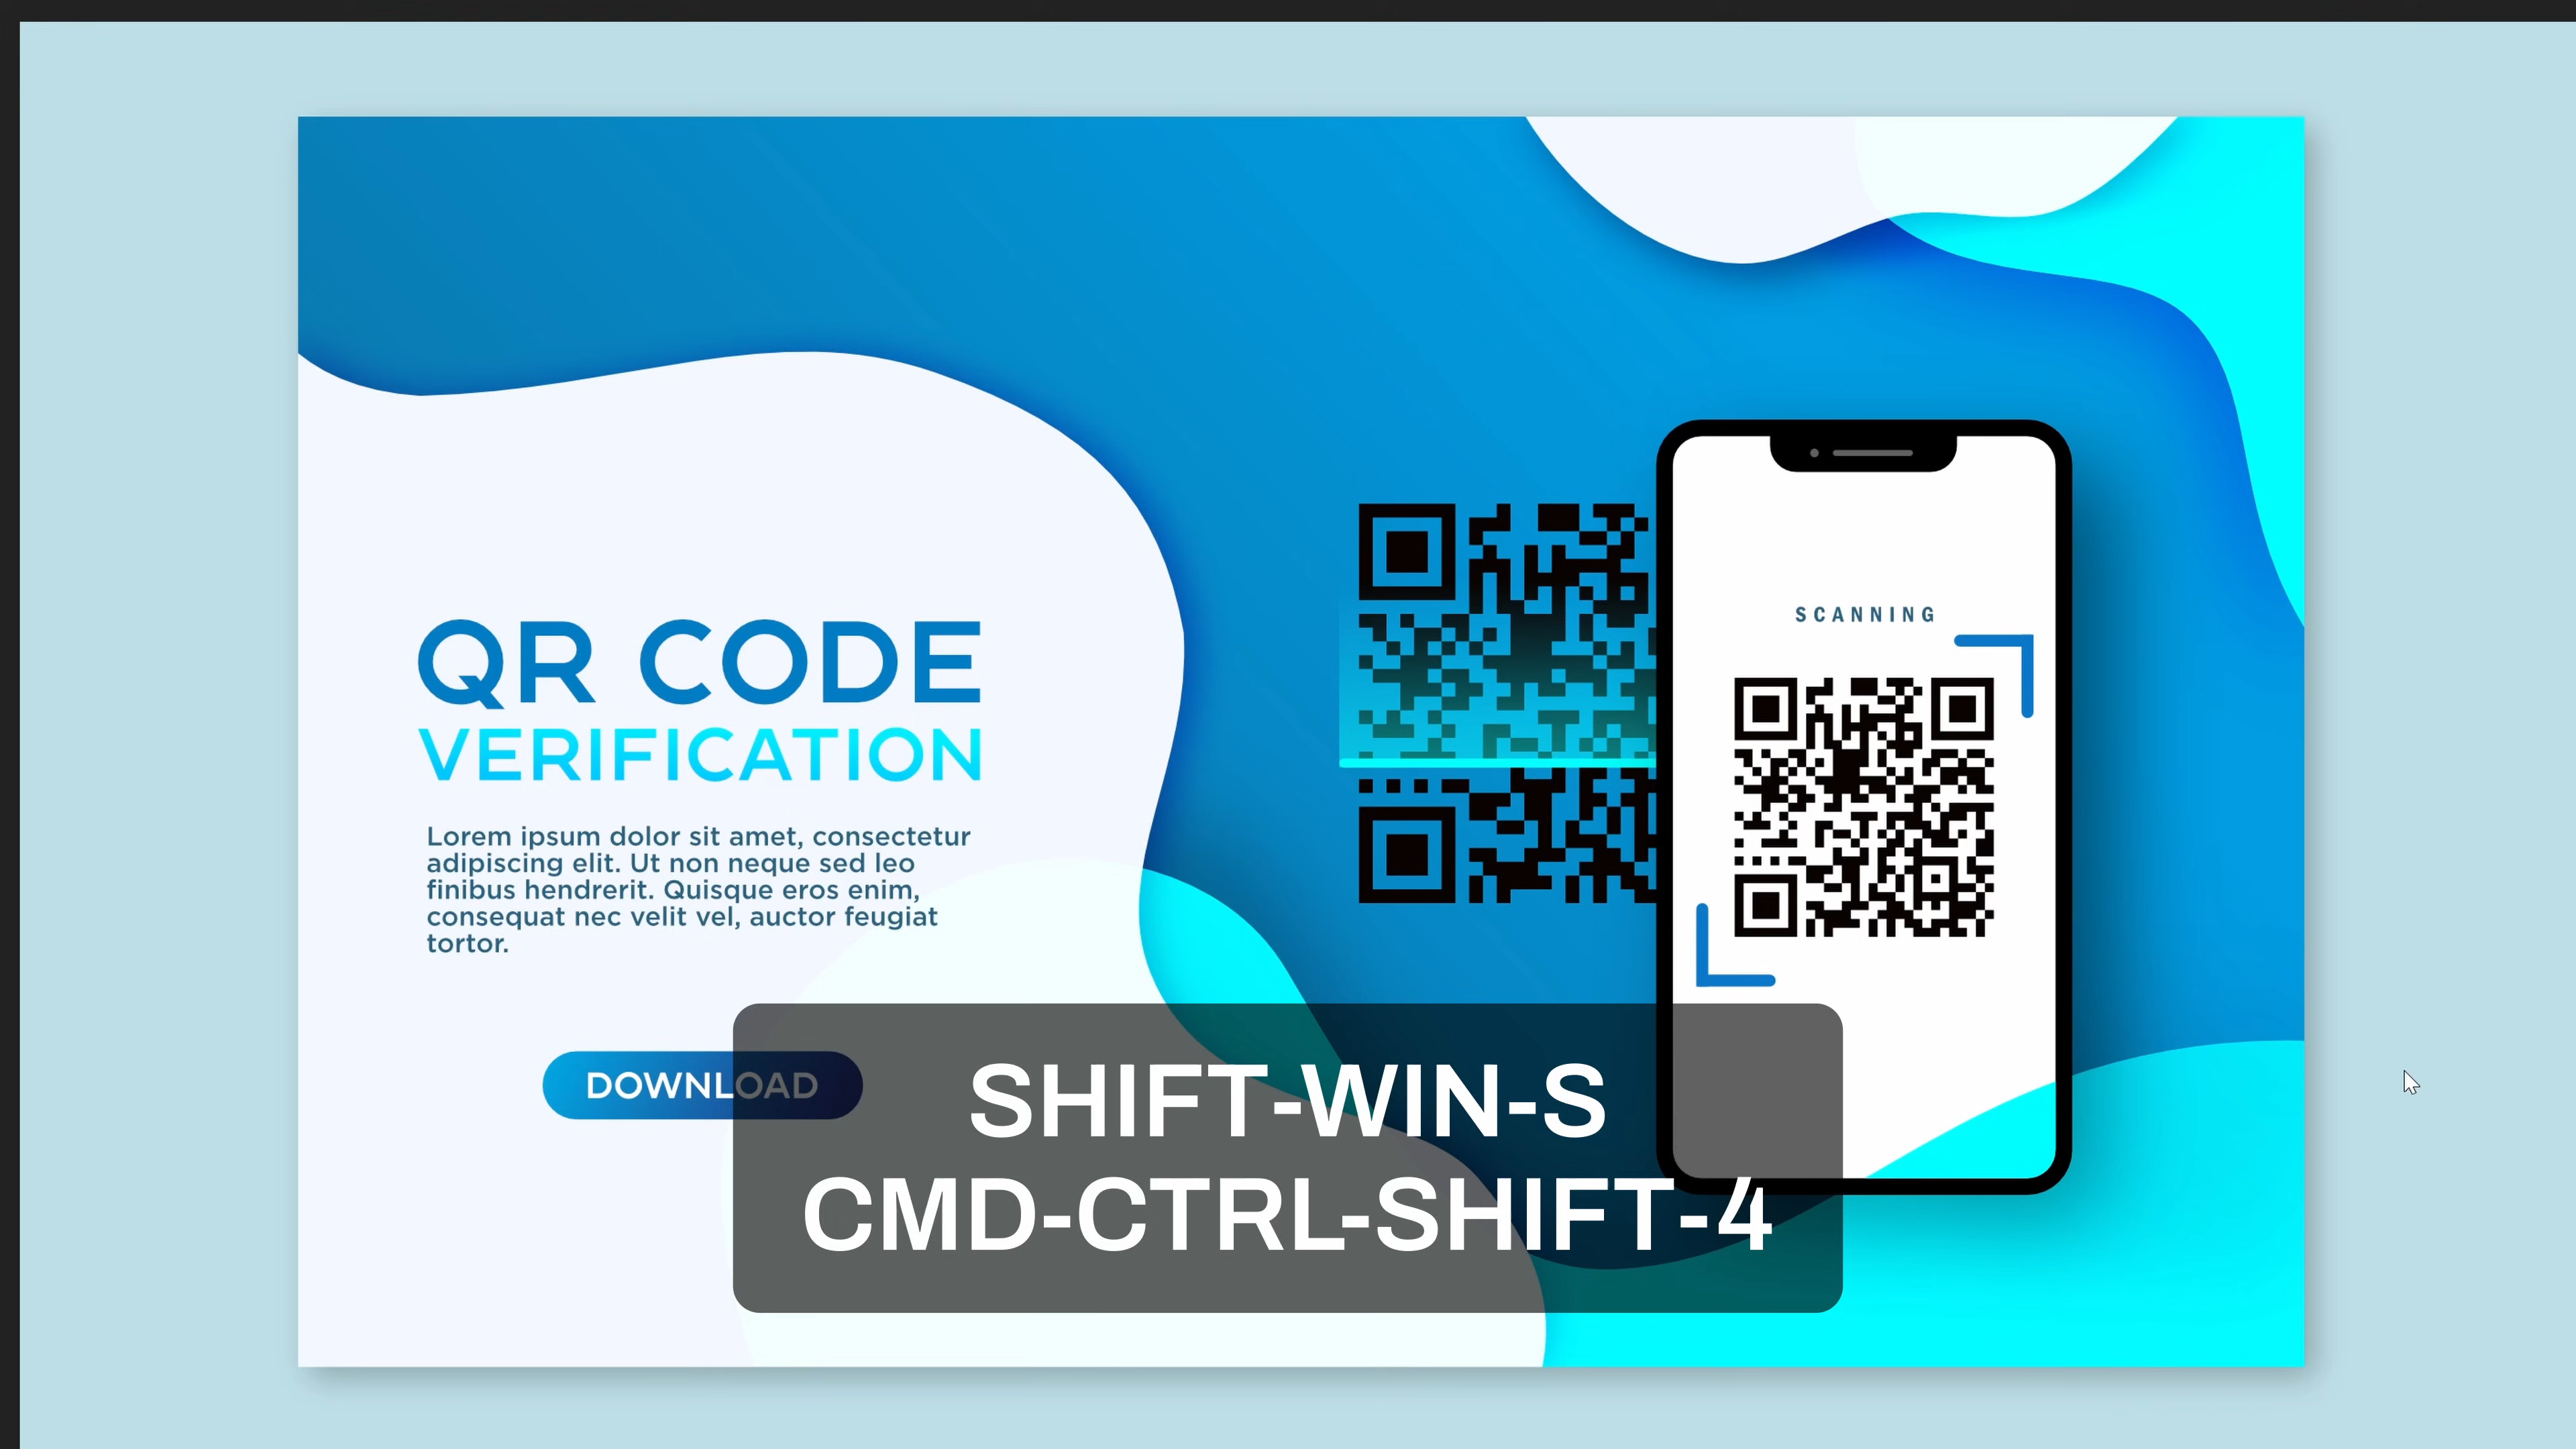 QR CODE
VERIFICATION
Lorem ipsum dolor sit amet, consectetur
adipiscing elit. Ut non neque sed leo
finibus hendrerit. Quisque eros enim,
consequat nec velit vel, auctor feugiat
tortor.
DOWNLOAD
SCANNING
SHIFT-WIN-S
CMD-CTRL-SHIFT-4